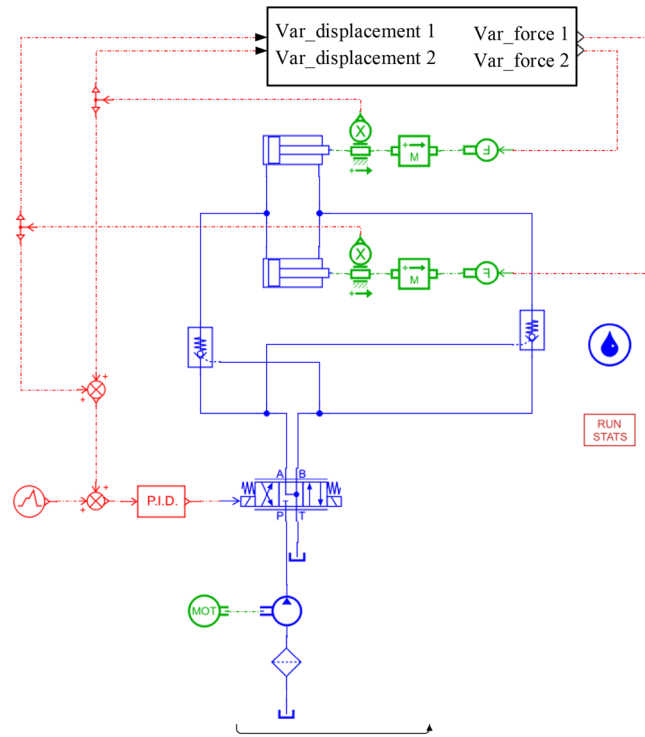 Var_displacement 1
Var_force 1
Var_displacement 2
Var_force 2
X
M
F
X
M
F
RUN
STATS
+
+
A B
P.I.D.
+
+
P T
MOT